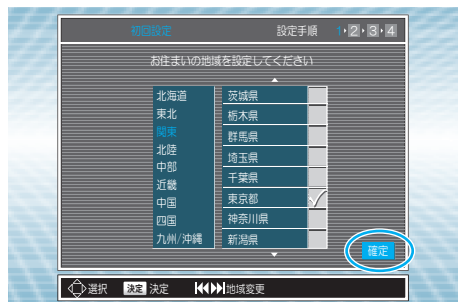 初回設定 設定手順 1・2・3・4
お住まいの地域を設定してください
北海道
東北
関東
北陸
中部
近畿
中国
四国
九州/沖縄
茨城県
栃木県
群馬県
埼玉県
千葉県
東京都
神奈川県
新潟県
確定
選択 決定 決定 地域変更